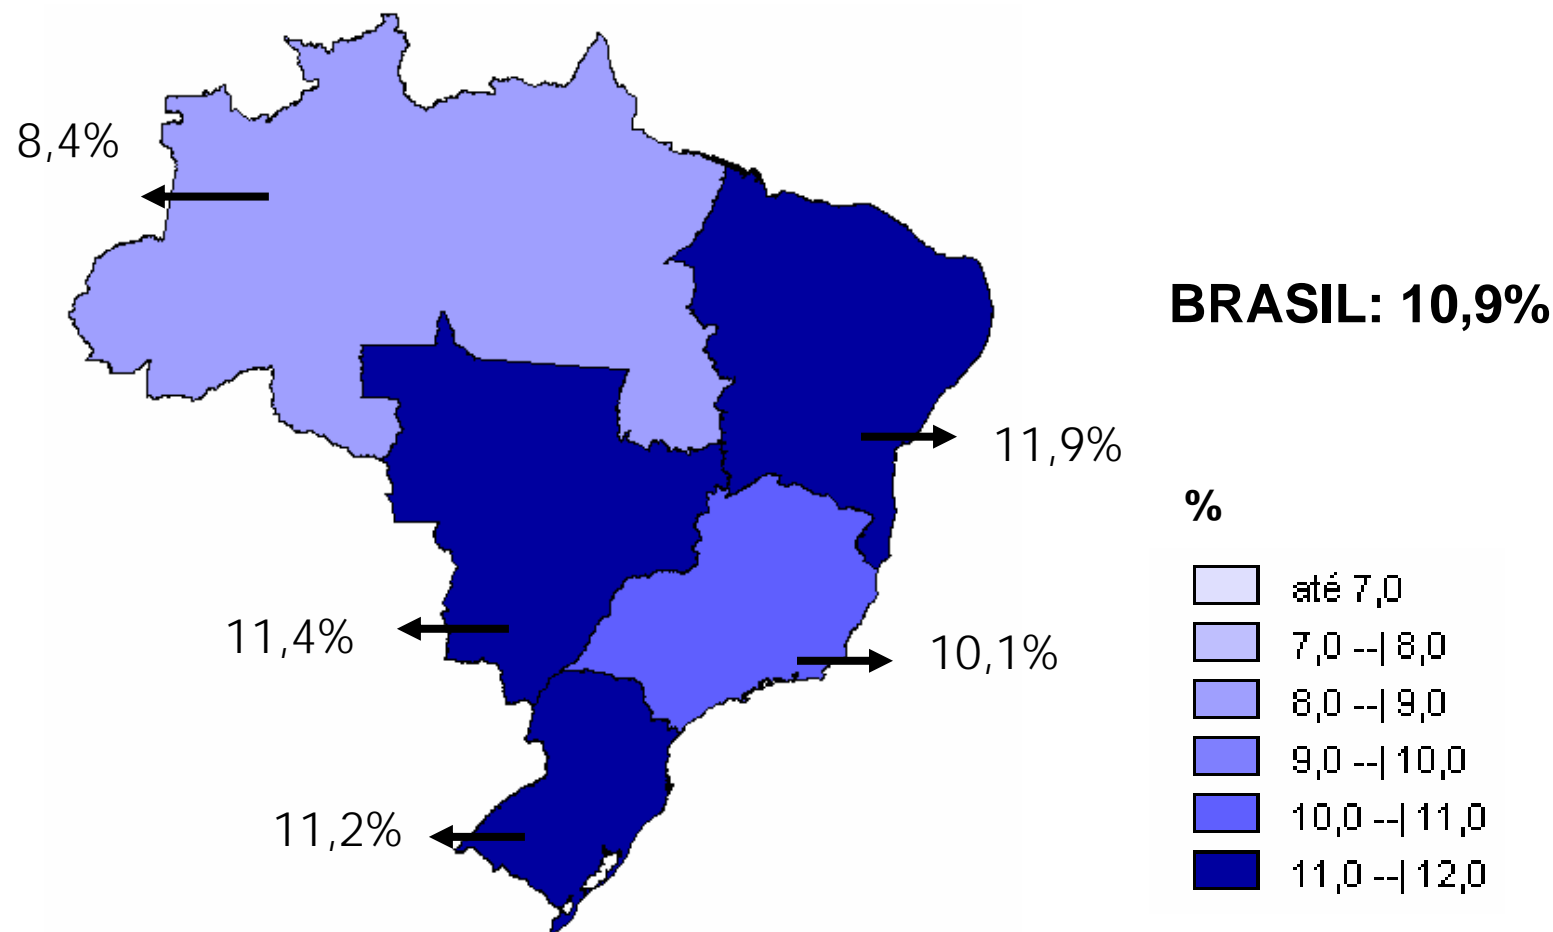 8,4%
BRASIL: 10,9%
11,9%
11,4%
10,1%
11,2%
%
até 7,0
7,0 --| 8,0
8,0 --| 9,0
9,0 --| 10,0
10,0 --| 11,0
11,0 --| 12,0